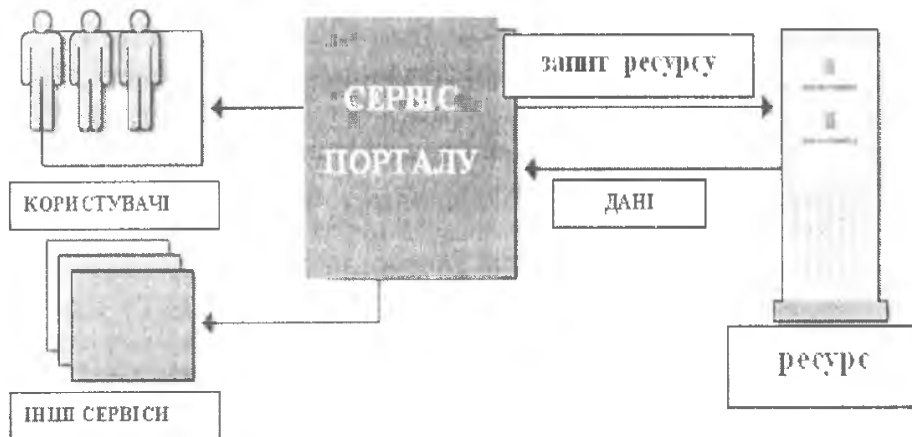 СЕРВІС
ПОРТАЛУ
запит ресурсу
ДАНІ
КОРИСТУВАЧІ
ІНШІ СЕРВІСИ
ресурс